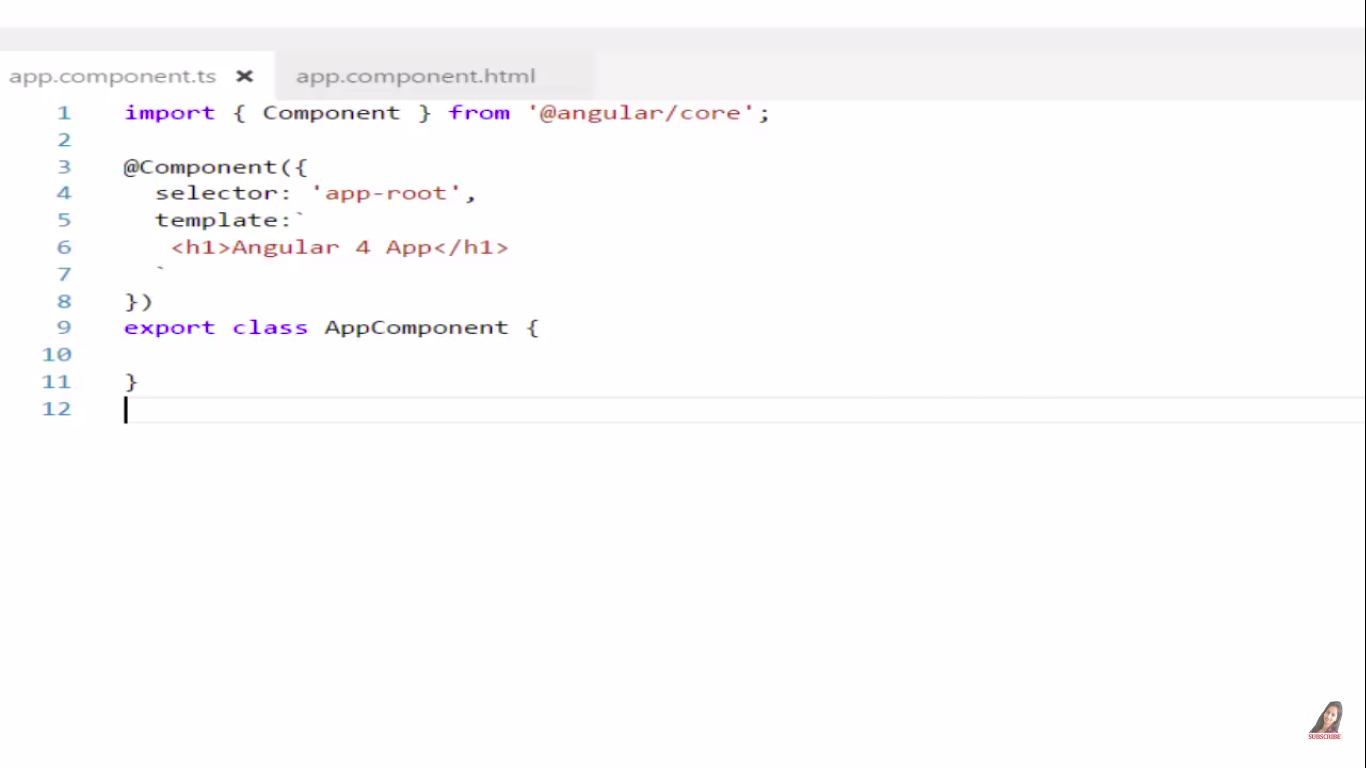 app.component.ts ✖ app.component.html
1 import { Component } from '@angular/core';
2
3 @Component({
4   selector: 'app-root',
5   template:`
6    <h1>Angular 4 App</h1>
7   `
8 })
9 export class AppComponent {
10
11 }
12
SUBSCRIBE